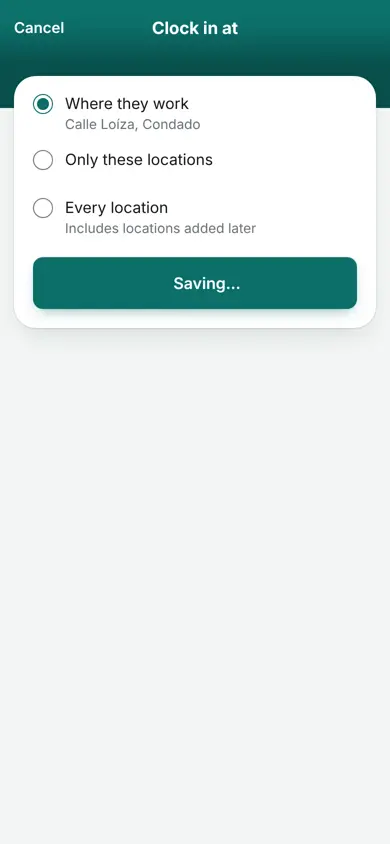 Cancel
Clock in at
Where they work
Calle Loíza, Condado
Only these locations
Every location
Includes locations added later
Saving...